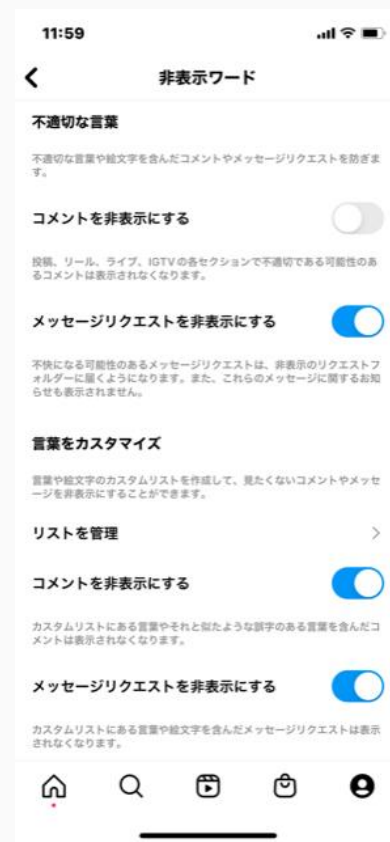 11:59
非表示ワード
不適切な言葉
不適切な言葉や絵文字を含んだコメントやメッセージリクエストを防ぎま
す。
コメントを非表示にする
投稿、リール、ライブ、IGTVの各セクションで不適切である可能性のあ
るコメントは表示されなくなります。
メッセージリクエストを非表示にする
不快になる可能性のあるメッセージリクエストは、非表示のリクエストフ
ォルダーに届くようになります。また、これらのメッセージに関するお知
らせも表示されません。
言葉をカスタマイズ
言葉や絵文字のカスタムリストを作成して、見たくないコメントやメッセ
ージを非表示にすることができます。
リストを管理
コメントを非表示にする
カスタムリストにある言葉やそれと似たような誤字のある言葉を含んだコ
メントは表示されなくなります。
メッセージリクエストを非表示にする
カスタムリストにある言葉や絵文字を含んだメッセージリクエストは表示
されなくなります。